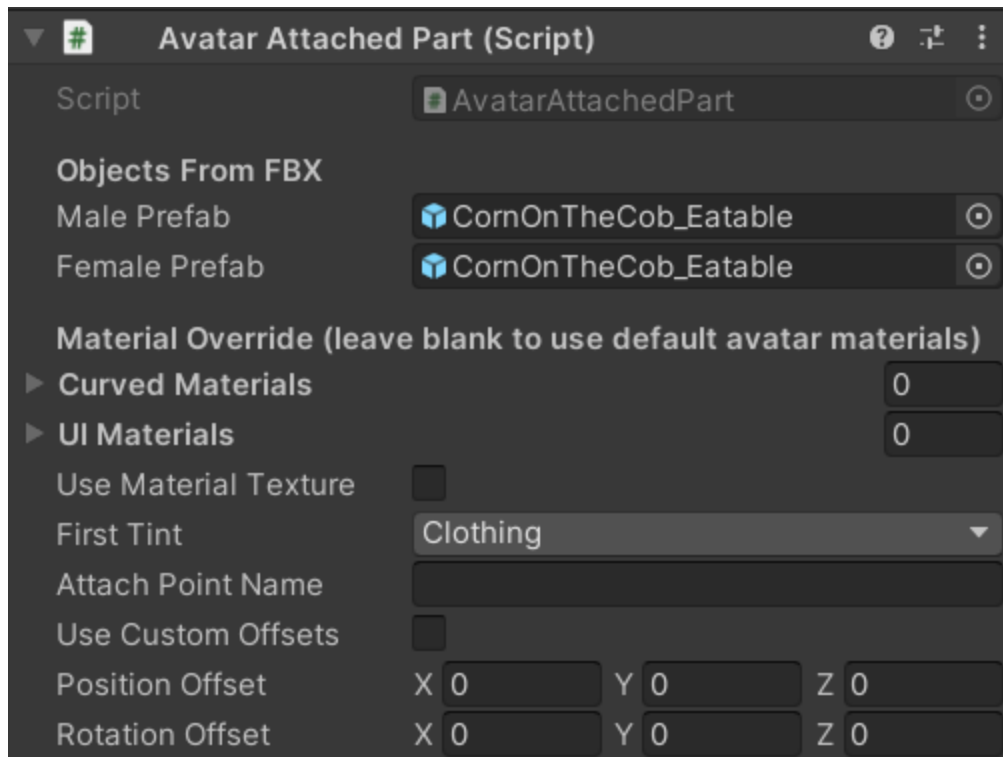 Avatar Attached Part (Script)
Script AvatarAttachedPart
Objects From FBX
Male Prefab CornOnTheCob_Eatable
Female Prefab CornOnTheCob_Eatable
Material Override (leave blank to use default avatar materials)
Curved Materials 0
UI Materials 0
Use Material Texture
First Tint Clothing
Attach Point Name
Use Custom Offsets
Position Offset X 0 Y 0 Z 0
Rotation Offset X 0 Y 0 Z 0